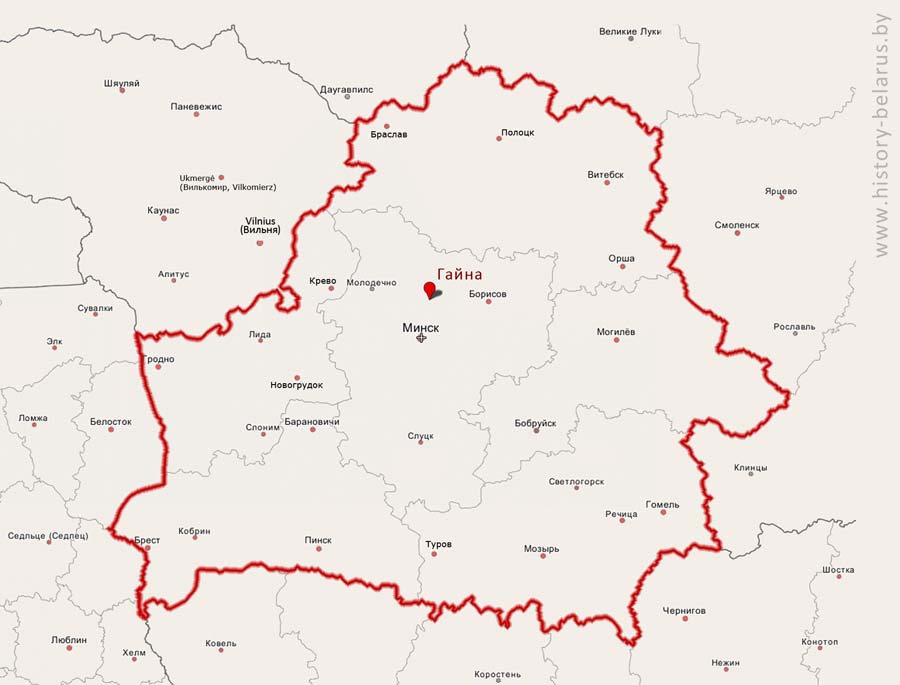 Великие Луки
www.history-belarus.by
Шяуляй
Даугавпилс
Паневежис
Браслав
Полоцк
Ukmergė
(Вилькомир, Vilkomierz)
Витебск
Ярцево
Каунас
Vilnius
(Вильня)
Смоленск
Орша
Алитус
Крево
Молодечно
Гайна
Борисов
Сувалки
Минск
Могилёв
Рославль
Элк
Лида
Гродно
Новогрудок
Ломжа
Белосток
Слоним
Барановичи
Слуцк
Бобруйск
Клинцы
Светлогорск
Речица
Гомель
Седльце (Седлец)
Брест
Кобрин
Пинск
Туров
Мозырь
Шостка
Чернигов
Люблин
Хелм
Ковель
Конотоп
Нежин
Коростень